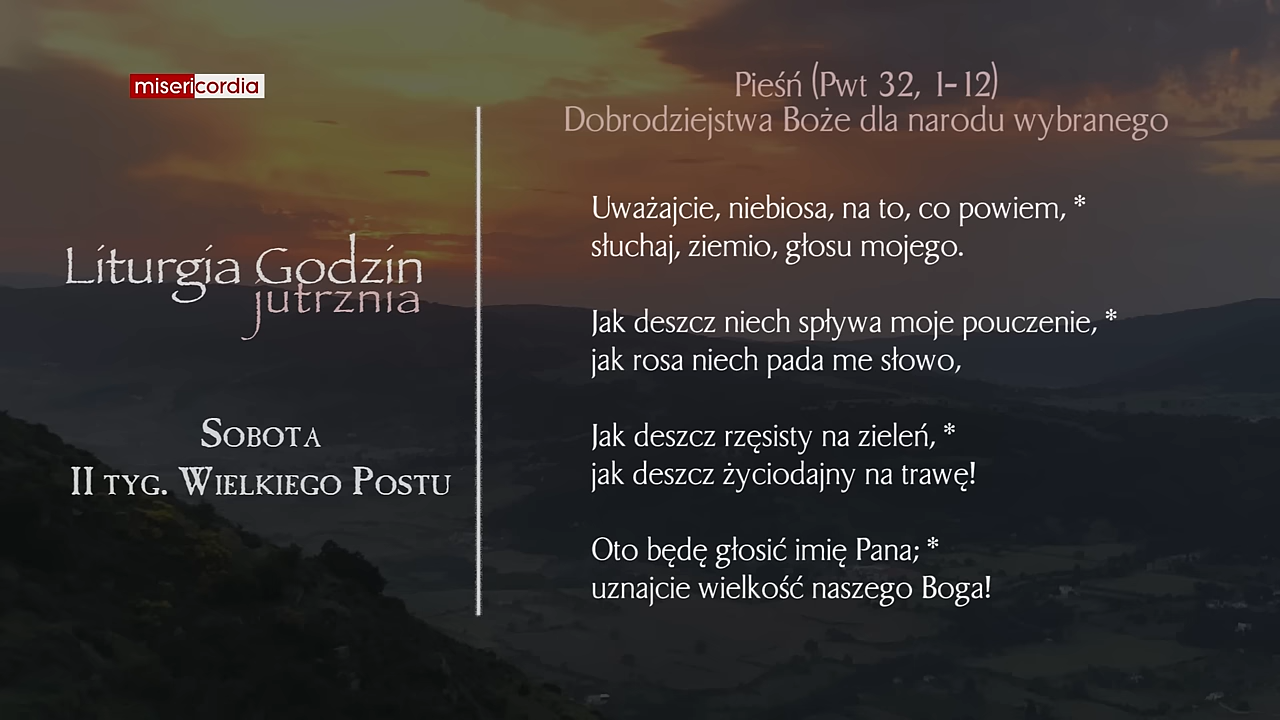 misericordia
Liturgia Godzin
jutrznia
Sobota
II tyg. Wielkiego Postu
Pieśń (Pwt 32, 1-12)
Dobrodziejstwa Boże dla narodu wybranego
Uważajcie, niebiosa, na to, co powiem, *
słuchaj, ziemio, głosu mojego.
Jak deszcz niech spływa moje pouczenie, *
jak rosa niech pada me słowo,
Jak deszcz rzęsisty na zieleń, *
jak deszcz życiodajny na trawę!
Oto będę głosić imię Pana; *
uznajcie wielkość naszego Boga!